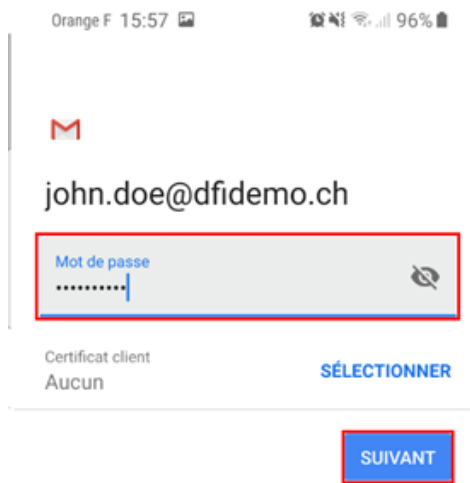 Orange F 15:57 96%
john.doe@dfidemo.ch
Mot de passe
••••••••••
Certificat client
Aucun
SÉLECTIONNER
SUIVANT